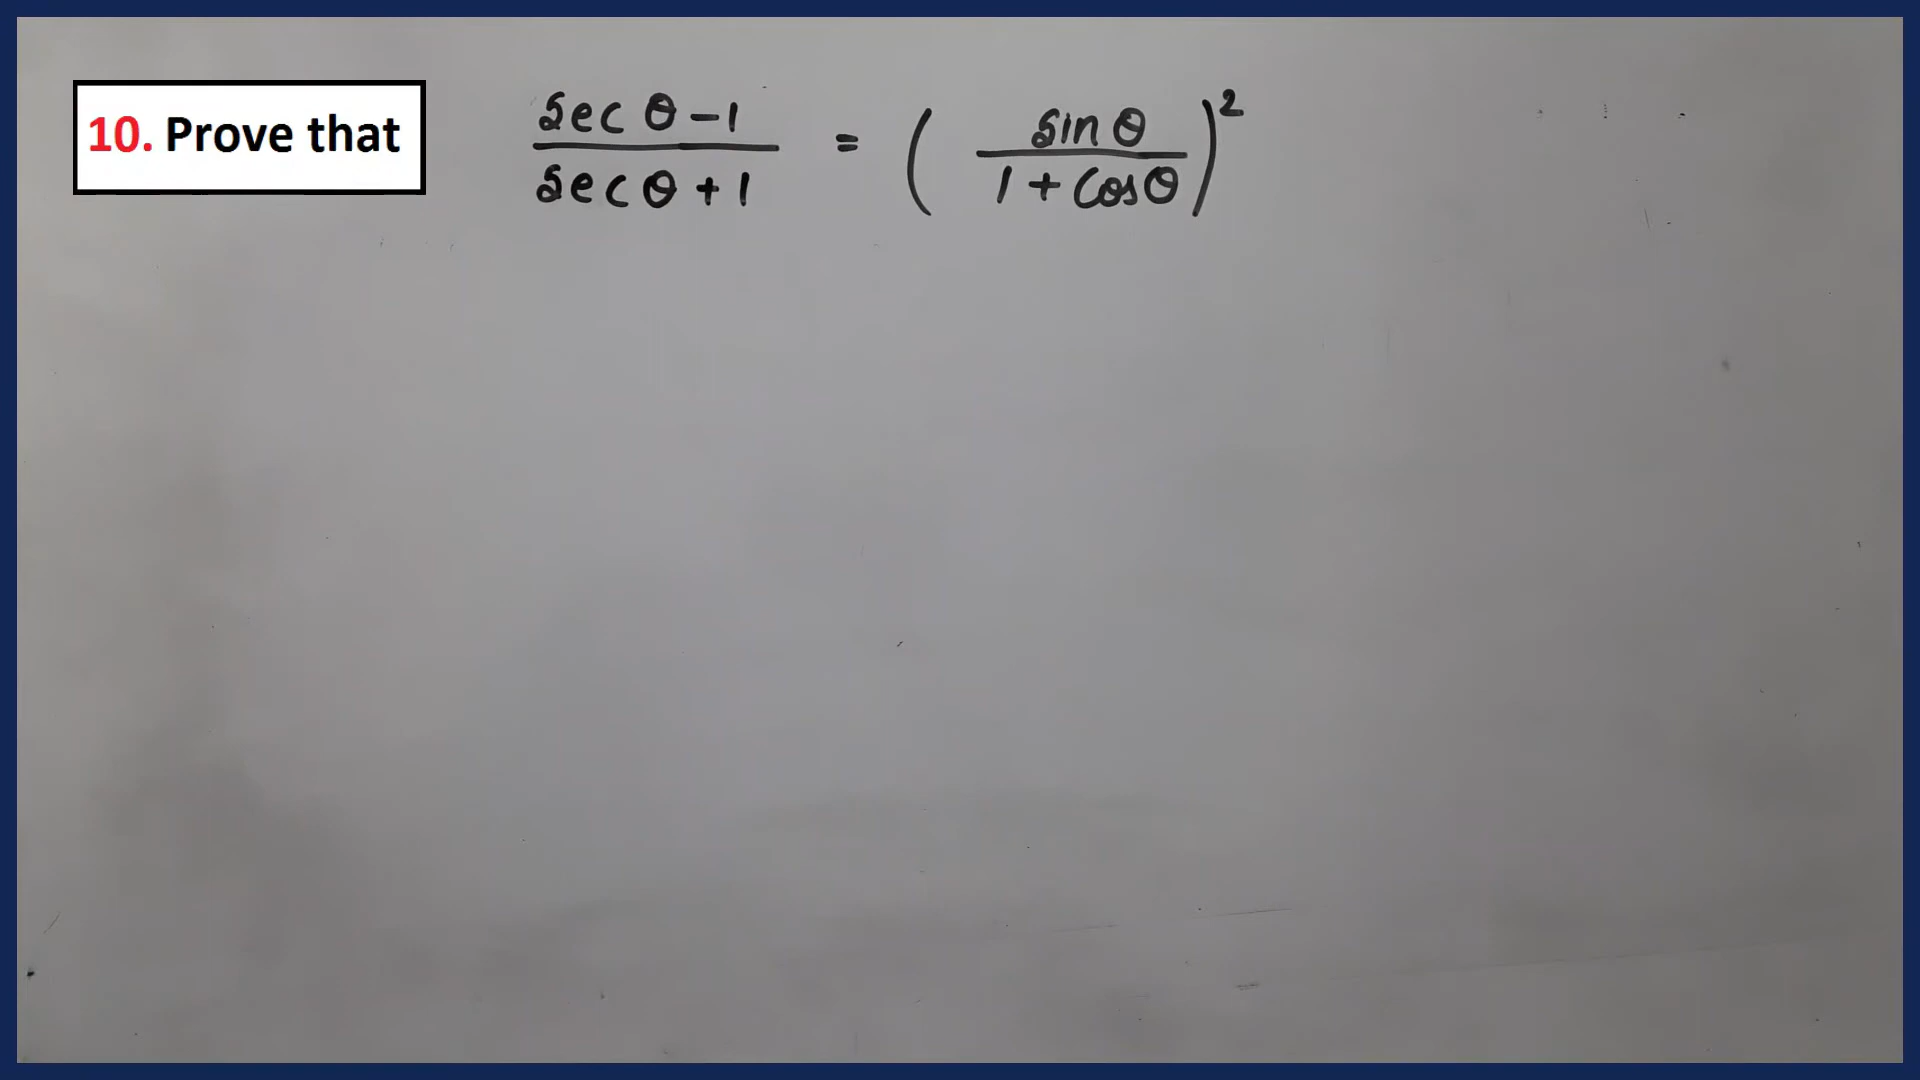 10. Prove that
sec θ - 1 / sec θ + 1 = ( sin θ / 1 + cos θ )²